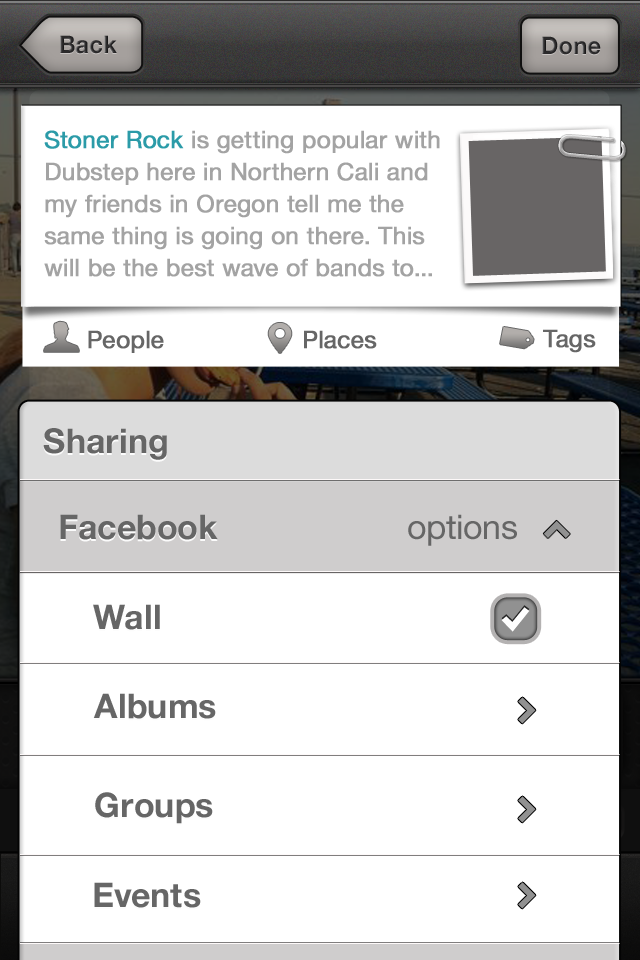 Back
Done
Stoner Rock is getting popular with
Dubstep here in Northern Cali and
my friends in Oregon tell me the
same thing is going on there. This
will be the best wave of bands to...
People
Places
Tags
Sharing
Facebook
options
Wall
Albums
Groups
Events